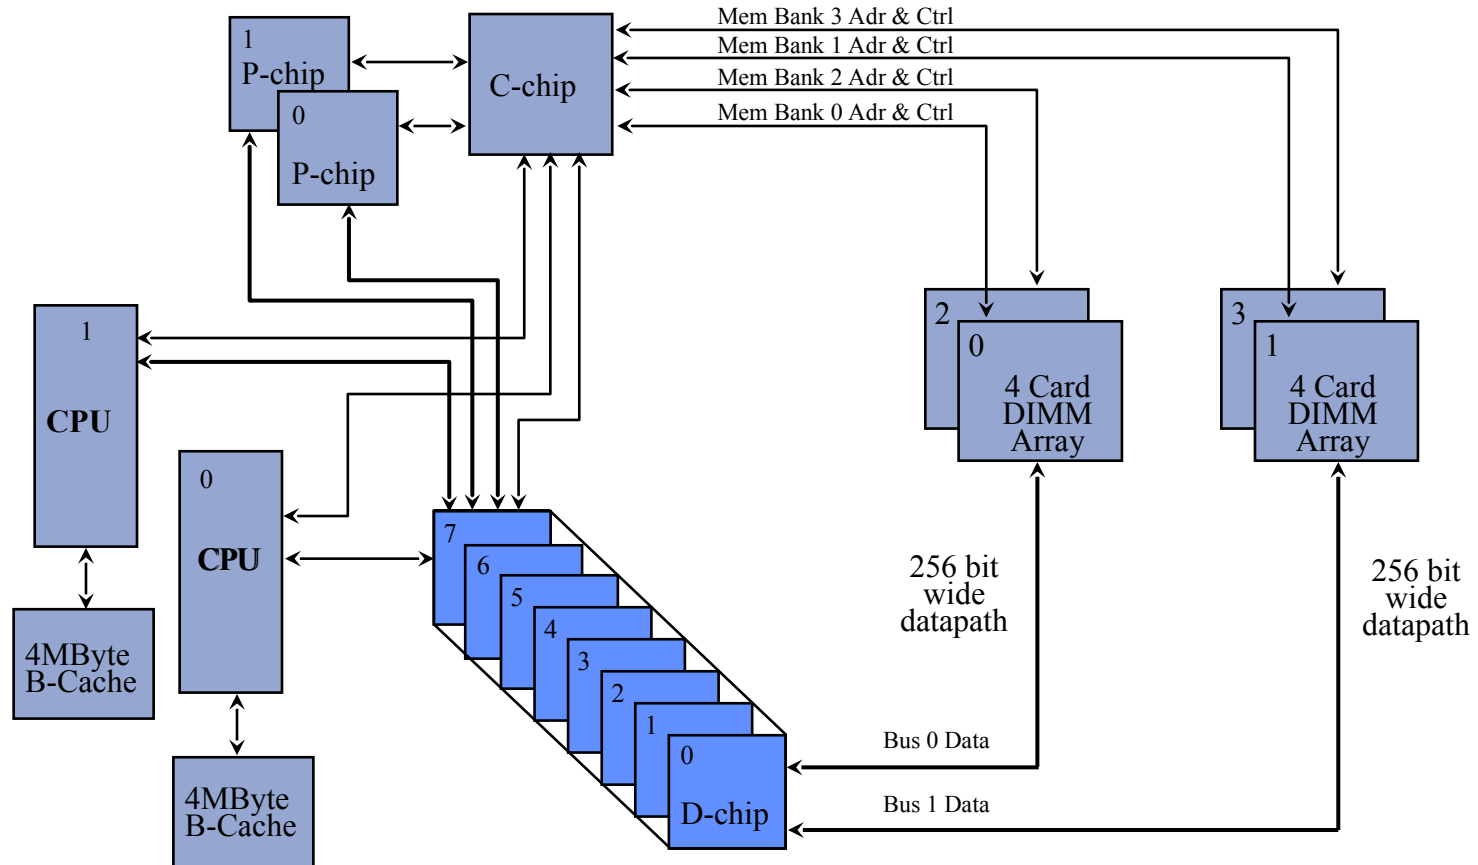 Mem Bank 3 Adr & Ctrl
Mem Bank 1 Adr & Ctrl
Mem Bank 2 Adr & Ctrl
Mem Bank 0 Adr & Ctrl
1
P-chip
0
P-chip
C-chip
2
0
4 Card
DIMM
Array
3
1
4 Card
DIMM
Array
1
CPU
0
CPU
4MByte
B-Cache
4MByte
B-Cache
7
6
5
4
3
2
1
0
D-chip
256 bit
wide
datapath
256 bit
wide
datapath
Bus 0 Data
Bus 1 Data